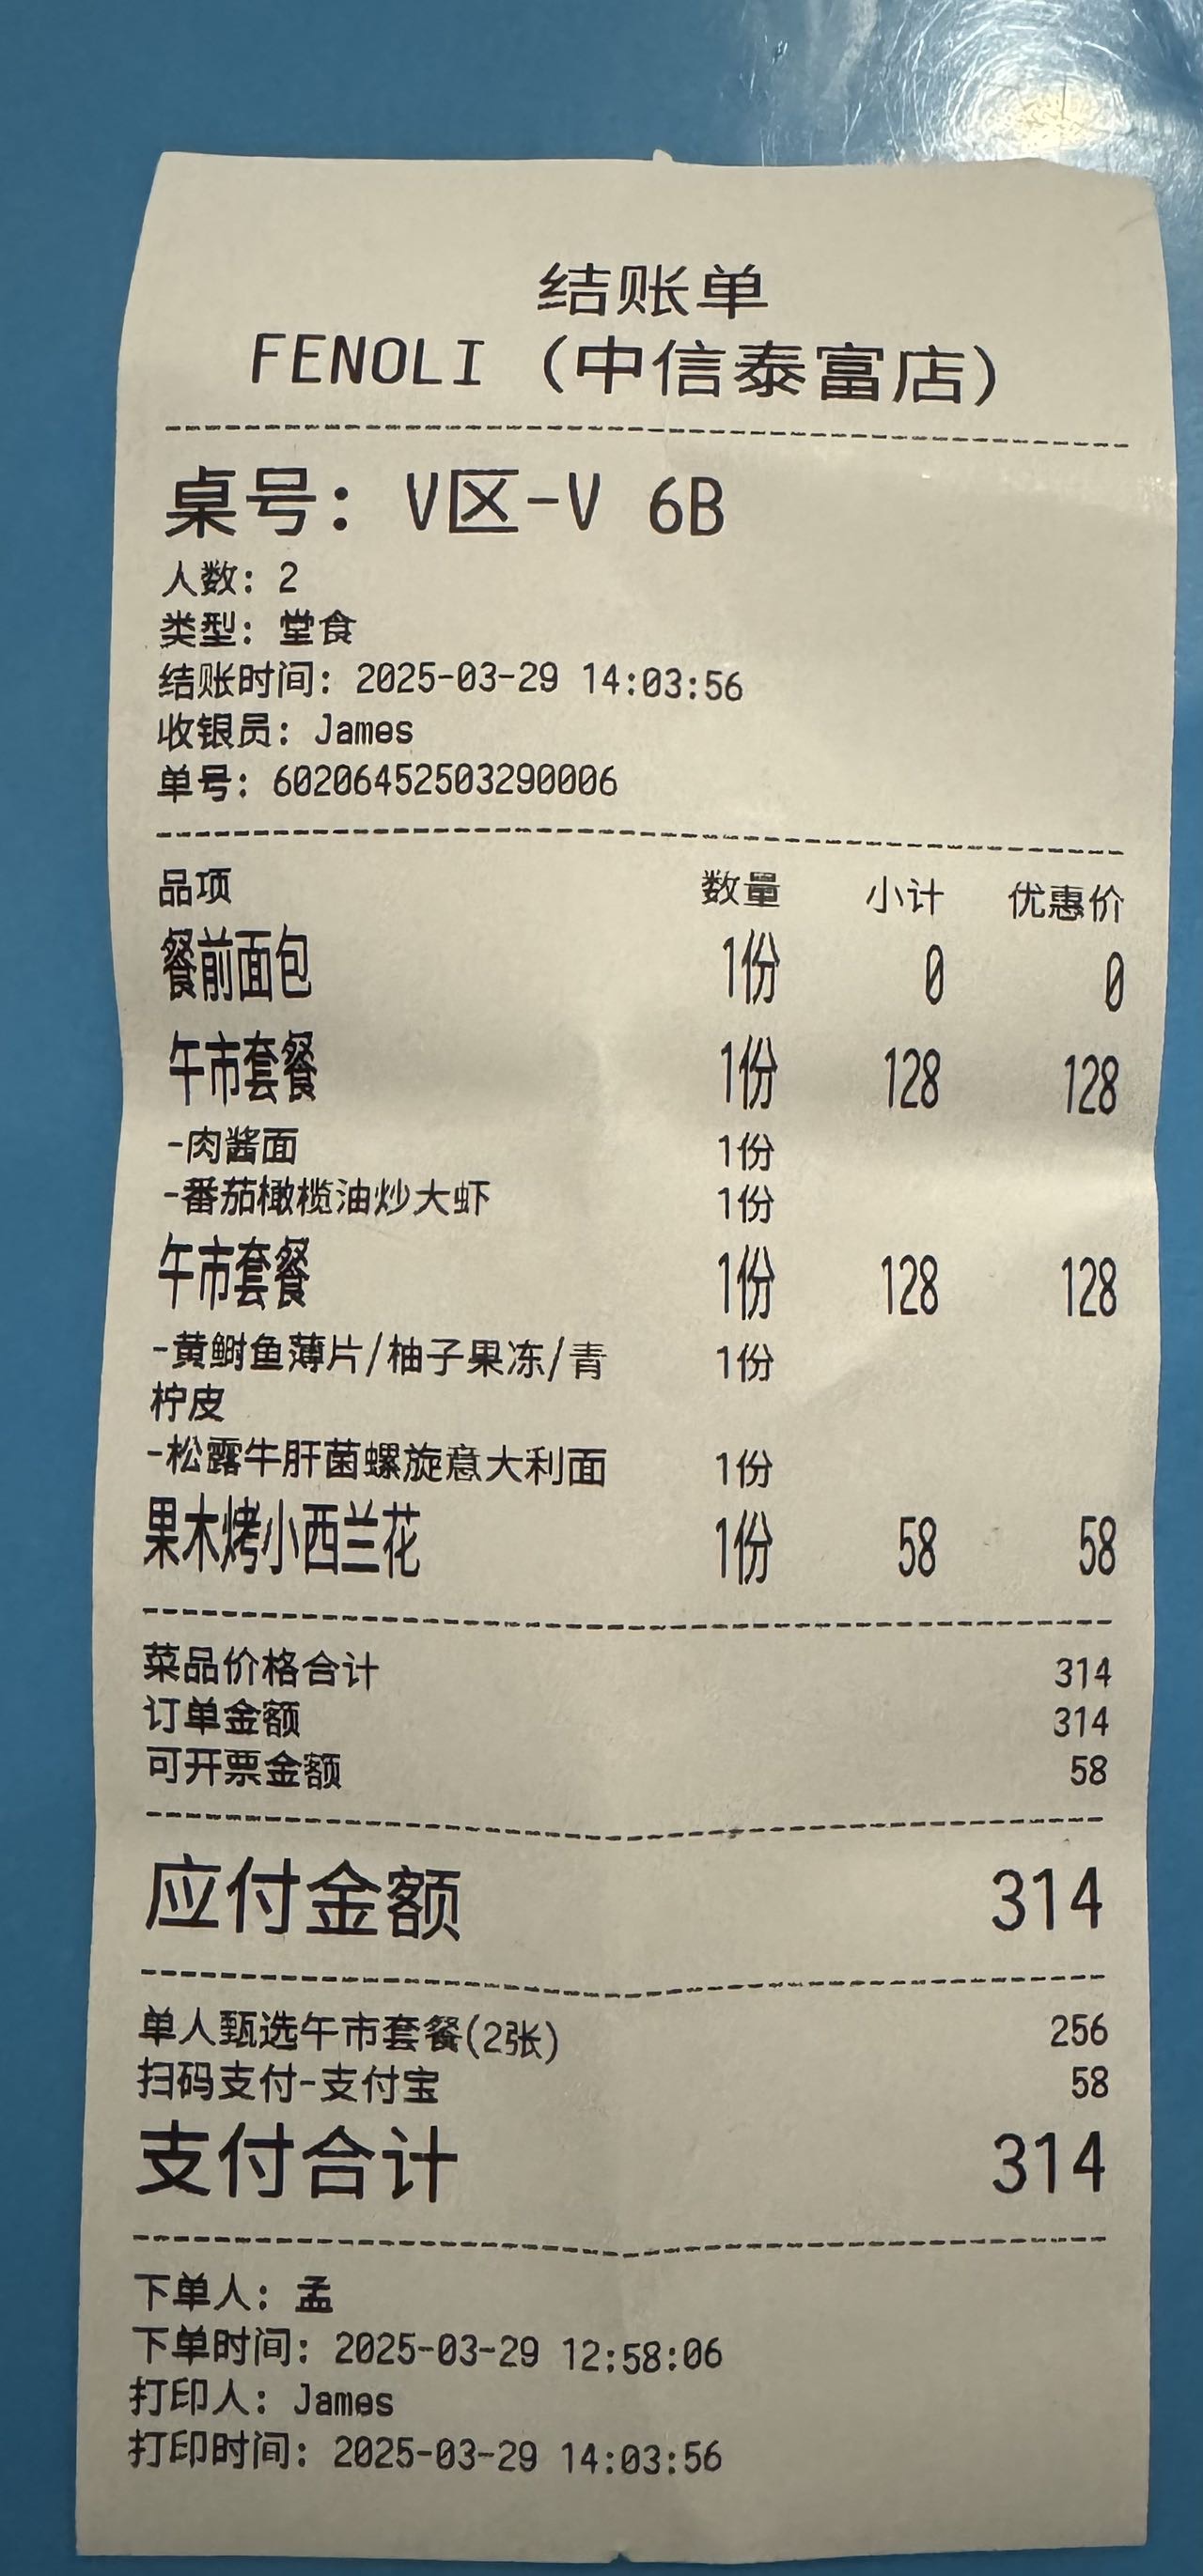 结账单
FENOLI (中信泰富店)
桌号: V区-V 6B
人数: 2
类型: 堂食
结账时间: 2025-03-29 14:03:56
收银员: James
单号: 60206452503290006
品项 数量 小计 优惠价
餐前面包 1份 0 0
午市套餐 1份 128 128
-肉酱面 1份
-番茄橄榄油炒大虾 1份
午市套餐 1份 128 128
-黄鲥鱼薄片/柚子果冻/青 1份
柠皮
-松露牛肝菌螺旋意大利面 1份
果木烤小西兰花 1份 58 58
菜品价格合计 314
订单金额 314
可开票金额 58
应付金额 314
单人甄选午市套餐(2张) 256
扫码支付-支付宝 58
支付合计 314
下单人: 孟
下单时间: 2025-03-29 12:58:06
打印人: James
打印时间: 2025-03-29 14:03:56